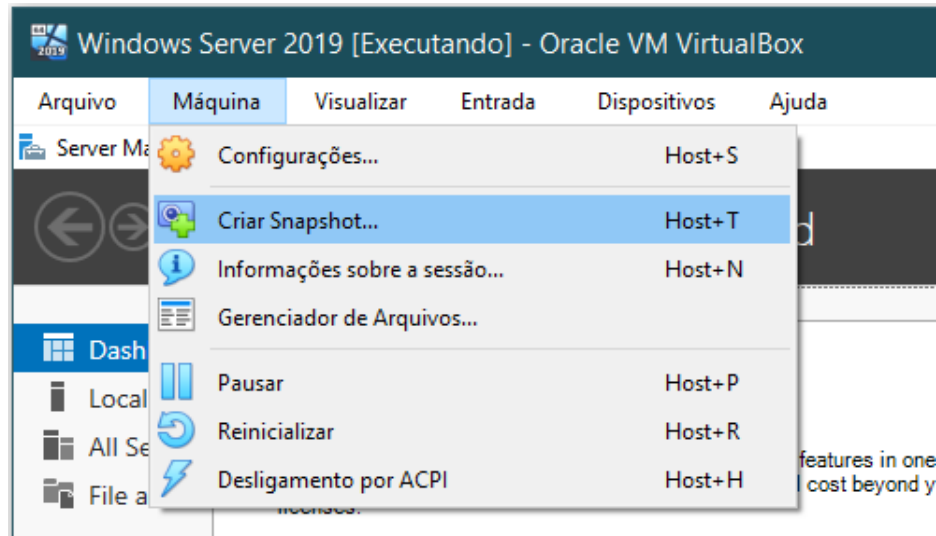 Windows Server 2019 [Executando] - Oracle VM VirtualBox
Arquivo Máquina Visualizar Entrada Dispositivos Ajuda
Server Ma
Configurações... Host+S
Criar Snapshot... Host+T
d
Informações sobre a sessão... Host+N
Gerenciador de Arquivos...
Dash
Pausar Host+P
Local
Reinicializar Host+R
All Se
features in one
Desligamento por ACPI Host+H
File a
cost beyond y
licenses.